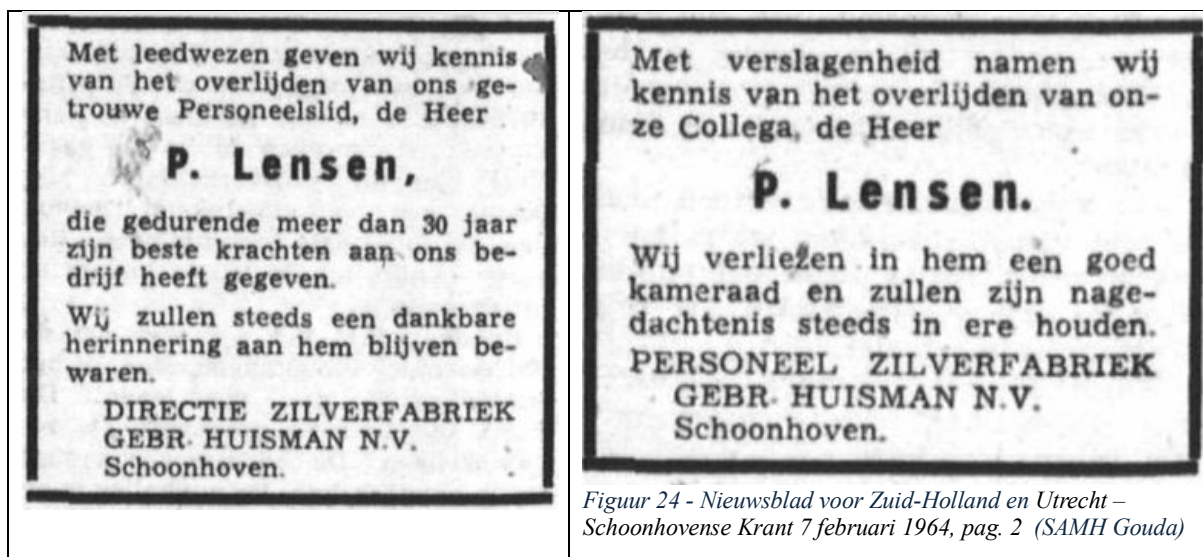 Met leedwezen geven wij kennis
van het overlijden van ons ge-
trouwe Personeelslid, de Heer
P. Lensen,
die gedurende meer dan 30 jaar
zijn beste krachten aan ons be-
drijf heeft gegeven.
Wij zullen steeds een dankbare
herinnering aan hem blijven be-
waren.
DIRECTIE ZILVERFABRIEK
GEBR. HUISMAN N.V.
Schoonhoven.
Met verslagenheid namen wij
kennis van het overlijden van on-
ze Collega, de Heer
P. Lensen.
Wij verliezen in hem een goed
kameraad en zullen zijn nage-
dachtenis steeds in ere houden.
PERSONEEL ZILVERFABRIEK
GEBR. HUISMAN N.V.
Schoonhoven.
Figuur 24 - Nieuwsblad voor Zuid-Holland en Utrecht –
Schoonhovense Krant 7 februari 1964, pag. 2 (SAMH Gouda)